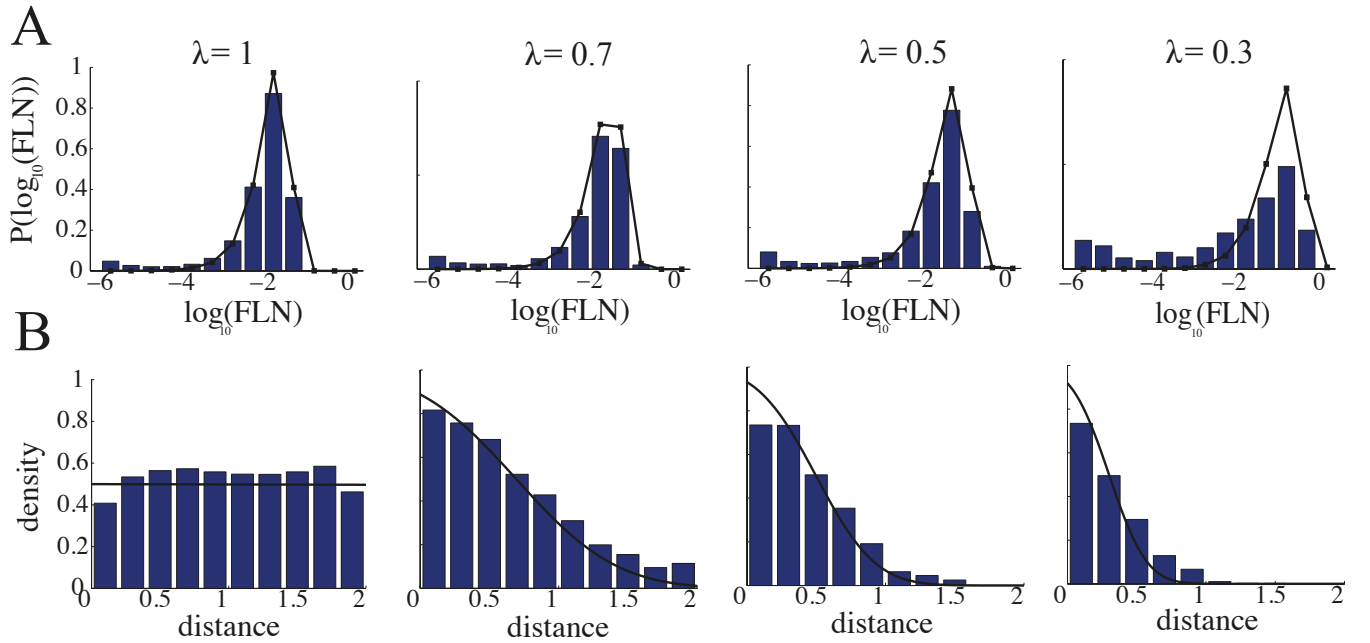 A
λ= 1
λ= 0.7
λ= 0.5
λ= 0.3
P(log₁₀(FLN))
1
0.8
0.6
0.4
0.2
0
−6 −4 −2 0
−6 −4 −2 0
−6 −4 −2 0
−6 −4 −2 0
log₁₀(FLN)
log₁₀(FLN)
log₁₀(FLN)
log₁₀(FLN)
B
density
1
0.8
0.6
0.4
0.2
0
0 0.5 1 1.5 2
0 0.5 1 1.5 2
0 0.5 1 1.5 2
0 0.5 1 1.5 2
distance
distance
distance
distance